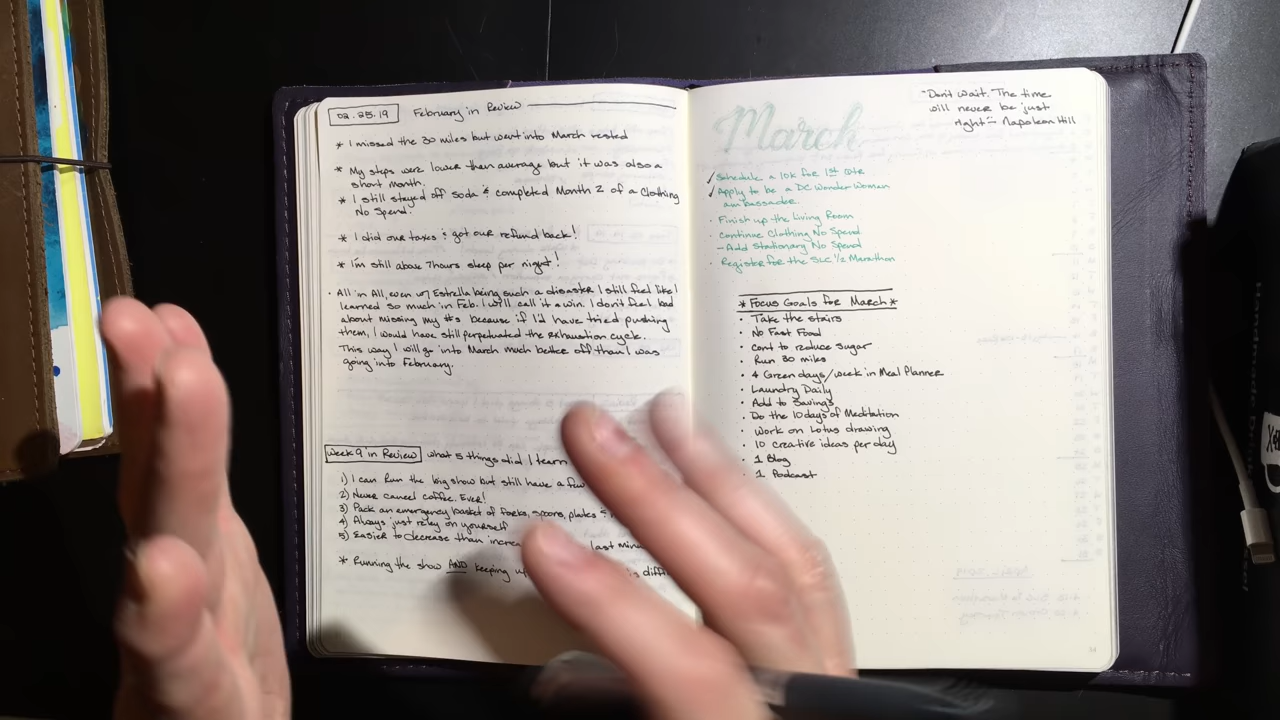 02.25.19 February in Review
* I missed the 30 miles but went into March rested
* My steps were lower than average but it was also a
short month.
* I still stayed off soda & completed Month 2 of a Clothing
No Spend.
* I did our taxes & got our refund back!
* I'm still above 7hours sleep per night!
· All in All, even w/ Estrella being such a disaster I still feel like I
learned so much in Feb. I will call it a win. I don't feel bad
about missing my #s because if I'd have tried pushing
them, I would have still perpetuated the exhaustion cycle.
This way I will go into March much better off than I was
going into February.
Week 9 in Review what 5 things did I learn
1) I can run the big show but still have a few
2) Never cancel coffee. Ever!
3) Pack an emergency basket of forks, spoons, plates &
4) Always just reley on yourself
5) Easier to decrease than last
* Running the show AND keeping
"Don't wait. The time
will never be just
right" - Napoleon Hill
March
✓ Schedule a 10k for 1st Qtr
✓ Apply to be a DC Wonder Woman
ambassador.
· Finish up the Living Room
· Continue Clothing No Spend
- Add Stationary No Spend
· Register for the SLC 1/2 Marathon
* Focus Goals for March *
· Take the stairs
· No Fast Food
· Cont to reduce sugar
· Run 30 miles
· 4 Green days/week in Meal Planner
· Laundry Daily
· Add to Savings
· Do the 10 days of Meditation
· Work on Lotus drawing
· 10 creative ideas per day
· 1 Blog
· 1 Podcast